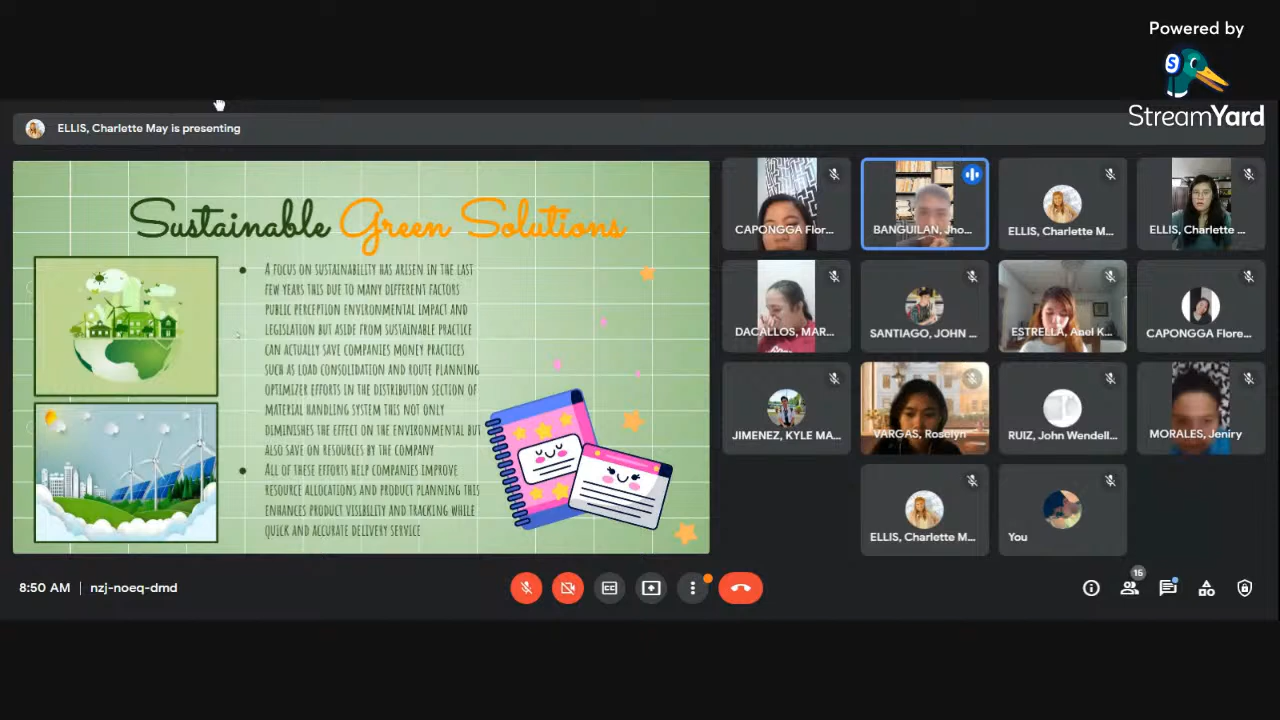 Powered by
S
StreamYard
ELLIS, Charlette May is presenting
Sustainable Green Solutions
A FOCUS ON SUSTAINABILITY HAS ARISEN IN THE LAST
FEW YEARS THIS DUE TO MANY DIFFERENT FACTORS
PUBLIC PERCEPTION ENVIRONMENTAL IMPACT AND
LEGISLATION BUT ASIDE FROM SUSTAINABLE PRACTICE
CAN ACTUALLY SAVE COMPANIES MONEY PRACTICES
SUCH AS LOAD CONSOLIDATION AND ROUTE PLANNING
OPTIMIZER EFFORTS IN THE DISTRIBUTION SECTION OF
MATERIAL HANDLING SYSTEM THIS NOT ONLY
DIMINISHES THE EFFECT ON THE ENVIRONMENTAL BUT
ALSO SAVE ON RESOURCES BY THE COMPANY
ALL OF THESE EFFORTS HELP COMPANIES IMPROVE
RESOURCE ALLOCATIONS AND PRODUCT PLANNING THIS
ENHANCES PRODUCT VISIBILITY AND TRACKING WHILE
QUICK AND ACCURATE DELIVERY SERVICE
CAPONGGA Flor...
BANGUILAN, Jho...
ELLIS, Charlette M...
ELLIS, Charlette ...
DACALLOS, MAR...
SANTIAGO, JOHN ...
ESTRELLA, Anel K...
CAPONGGA Flore...
JIMENEZ, KYLE MA...
VARGAS, Roselyn
RUIZ, John Wendell...
MORALES, Jeniry
ELLIS, Charlette M...
You
8:50 AM | nzj-noeq-dmd
CC
15